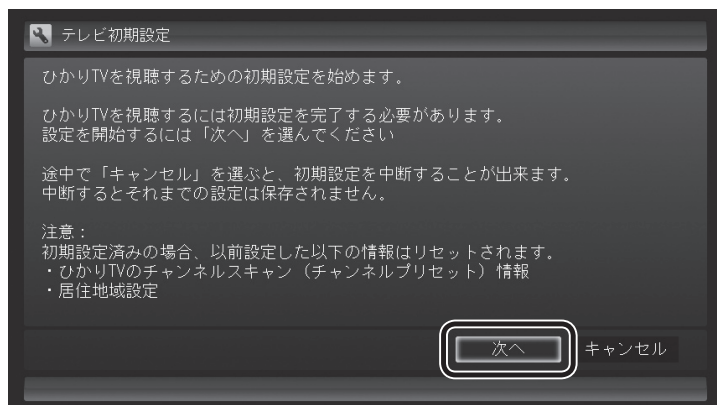 テレビ初期設定
ひかりTVを視聴するための初期設定を始めます。
ひかりTVを視聴するには初期設定を完了する必要があります。
設定を開始するには「次へ」を選んでください
途中で「キャンセル」を選ぶと、初期設定を中断することが出来ます。
中断するとそれまでの設定は保存されません。
注意：
初期設定済みの場合、以前設定した以下の情報はリセットされます。
・ひかりTVのチャンネルスキャン（チャンネルプリセット）情報
・居住地域設定
次へ キャンセル